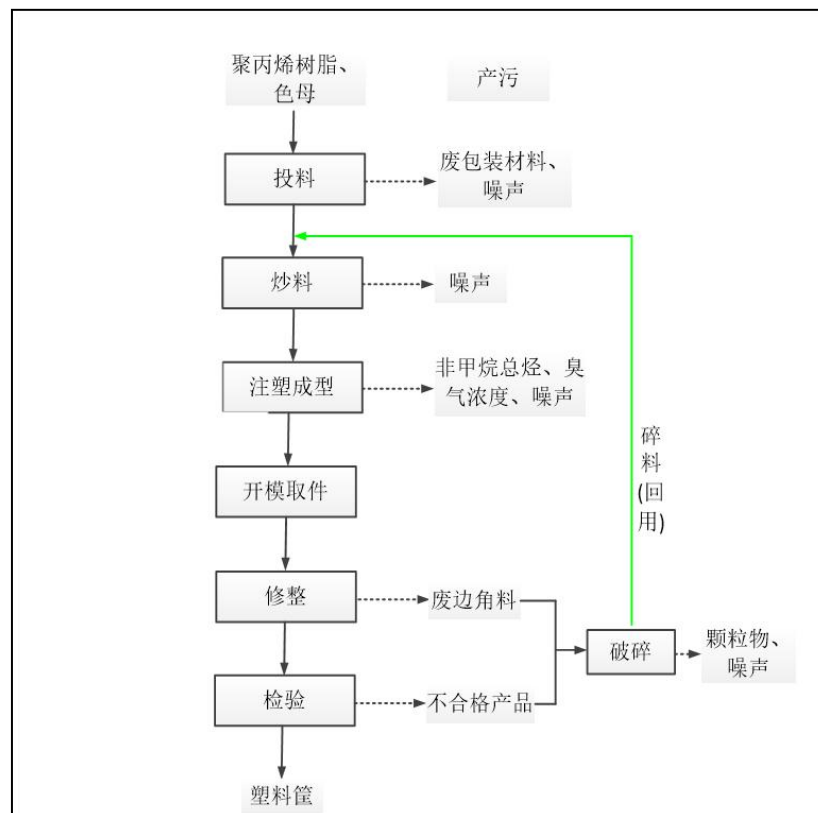 聚丙烯树脂、
色母
产污
投料
废包装材料、
噪声
炒料
噪声
注塑成型
非甲烷总烃、臭
气浓度、噪声
碎
料
(回
用)
开模取件
修整
废边角料
破碎
颗粒物、
噪声
检验
不合格产品
塑料筐